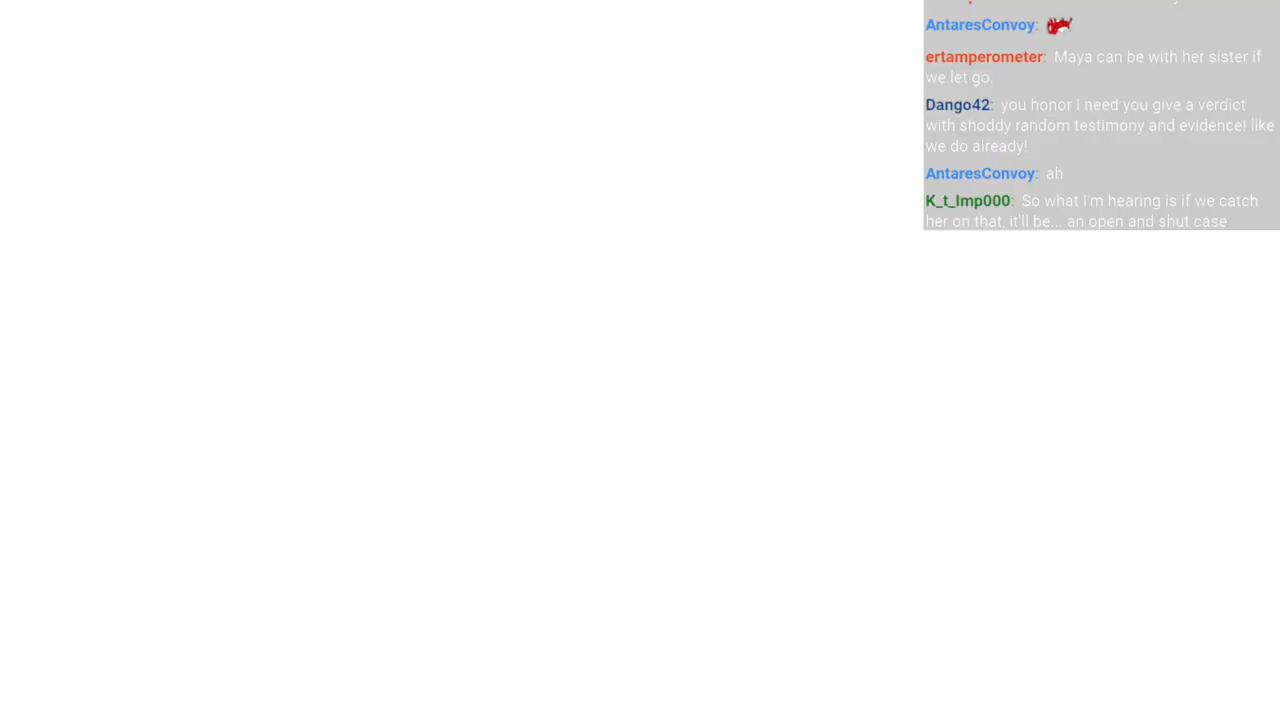 AntaresConvoy:
ertamperometer: Maya can be with her sister if
we let go.
Dango42: you honor I need you give a verdict
with shoddy random testimony and evidence! like
we do already!
AntaresConvoy: ah
K_t_Imp000: So what I'm hearing is if we catch
her on that, it'll be... an open and shut case